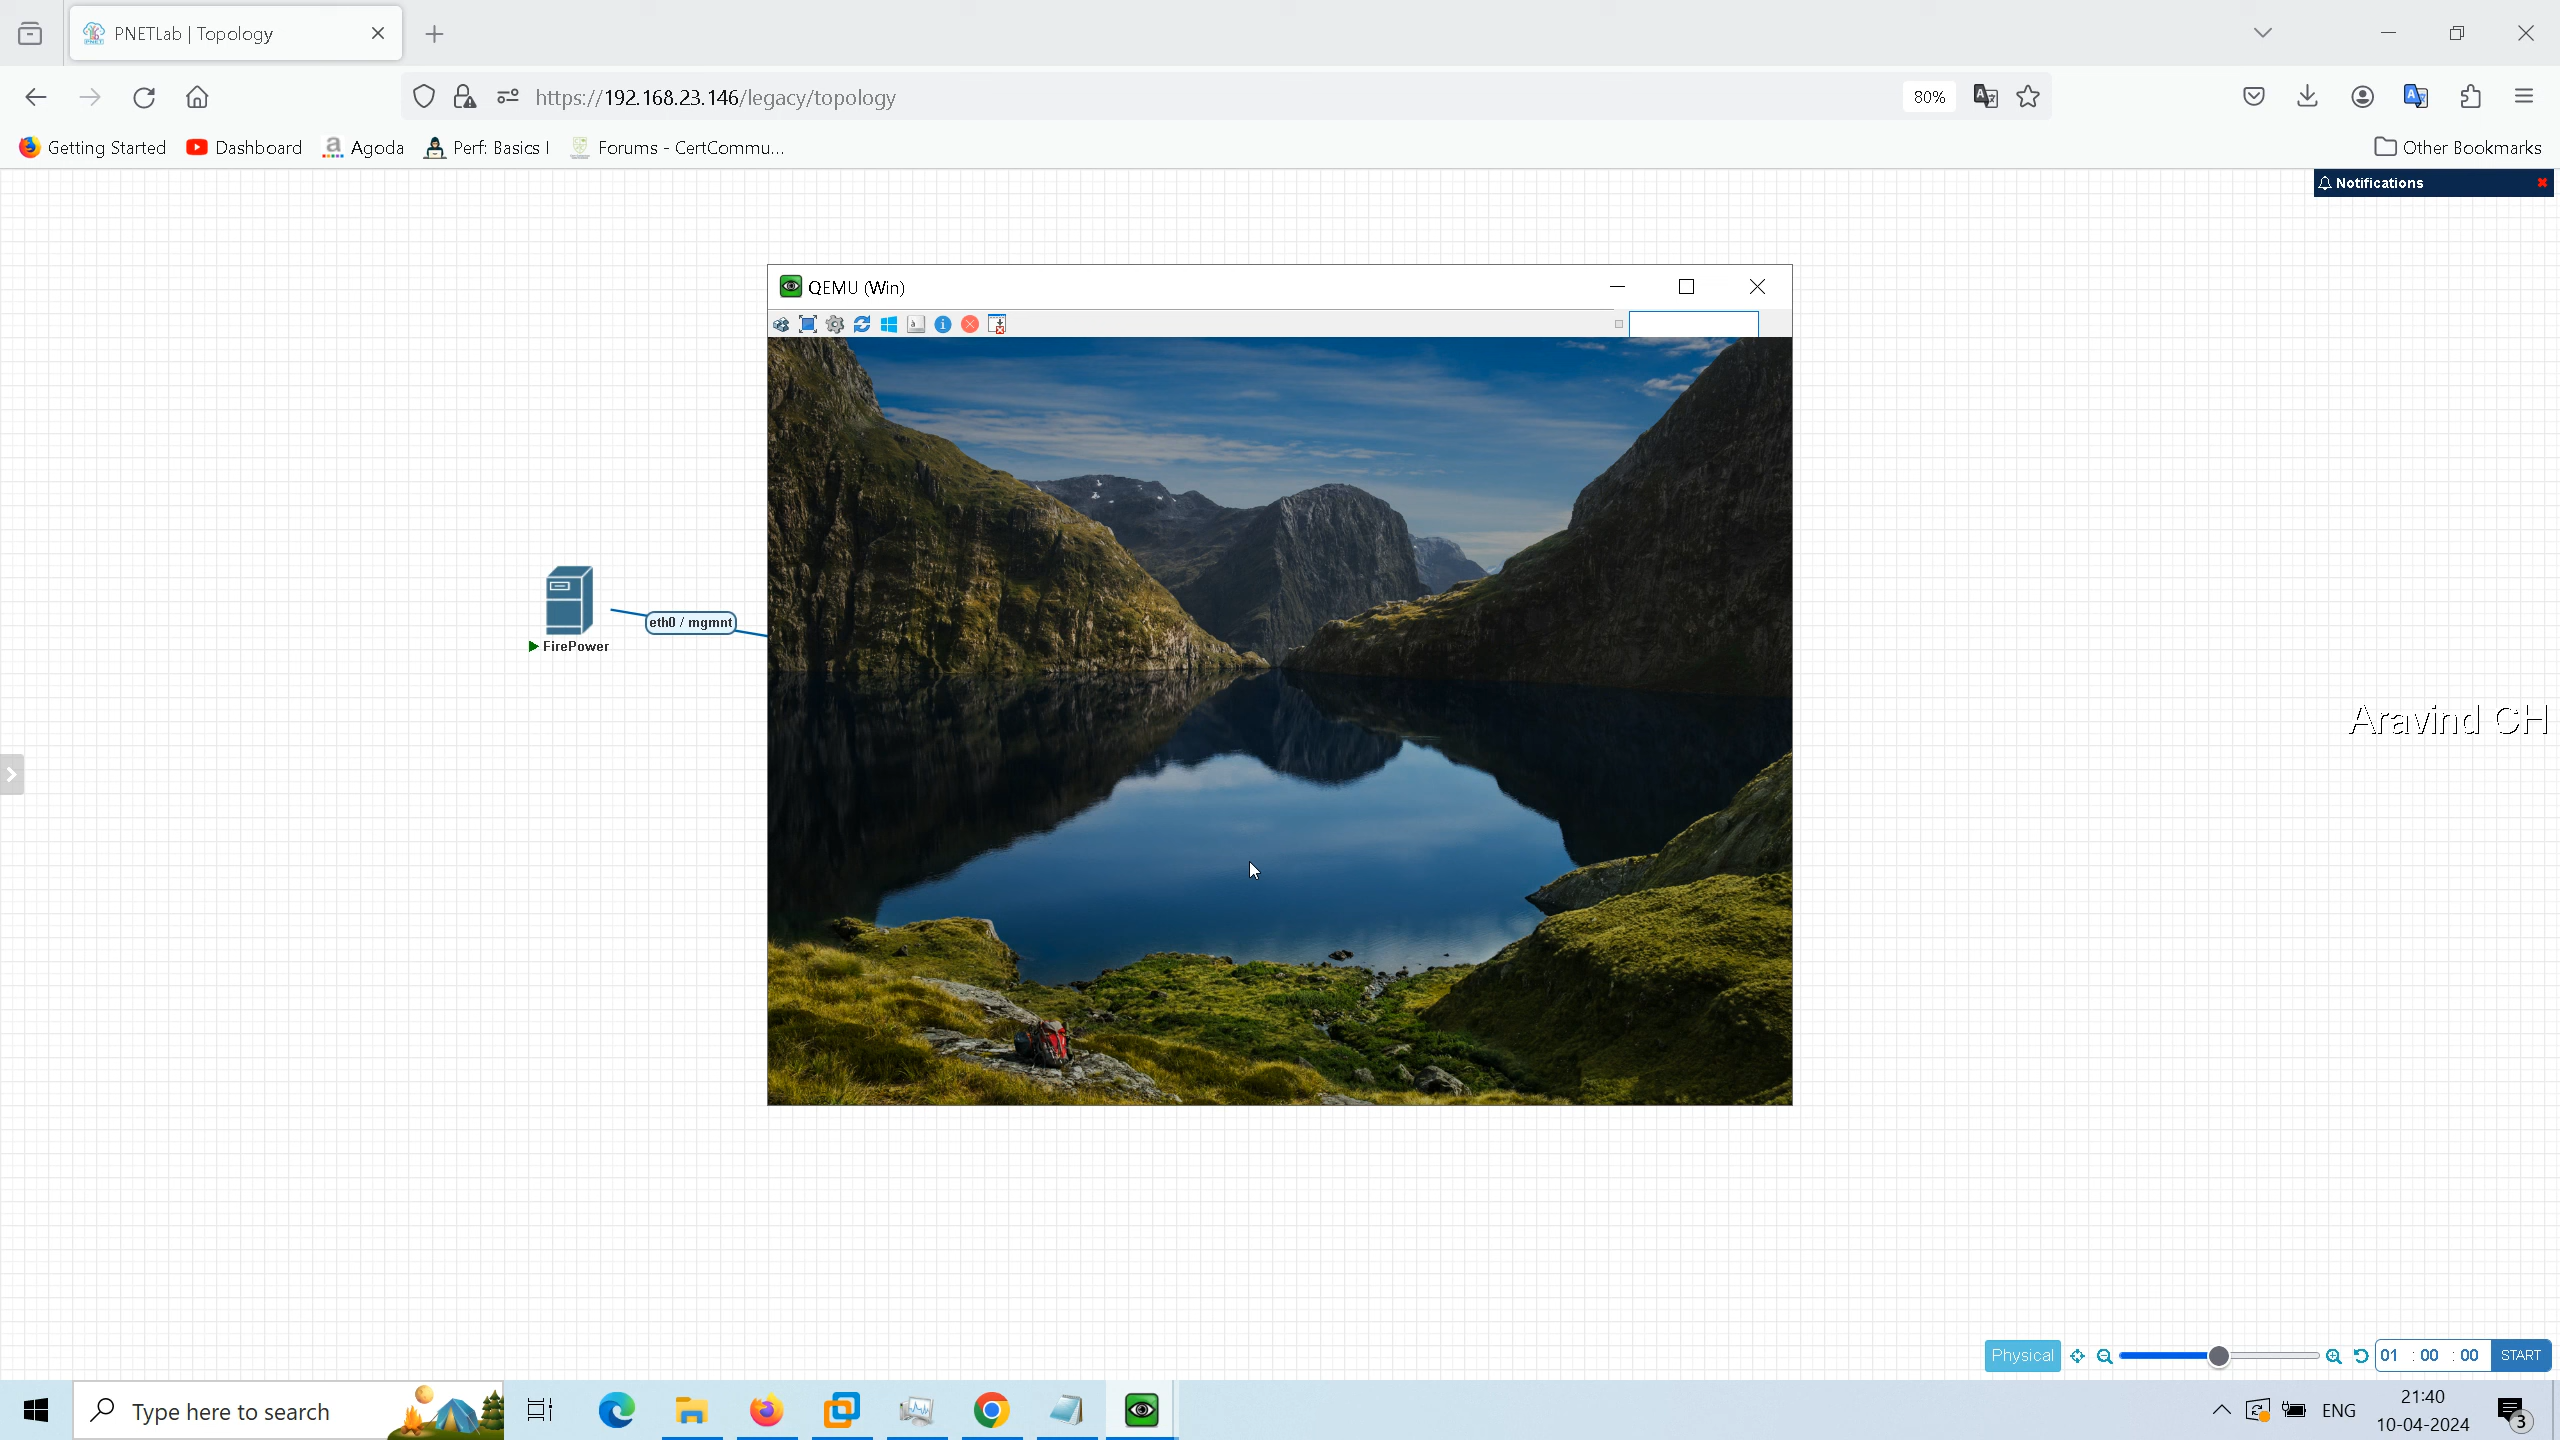 PNETLab | Topology
https://192.168.23.146/legacy/topology
80%
Getting Started
Dashboard
Agoda
Perf: Basics I
Forums - CertCommu...
Other Bookmarks
Notifications
QEMU (Win)
eth0 / mgmnt
FirePower
Aravind CH
Physical
01 : 00 : 00
START
Type here to search
ENG
21:40
10-04-2024
3